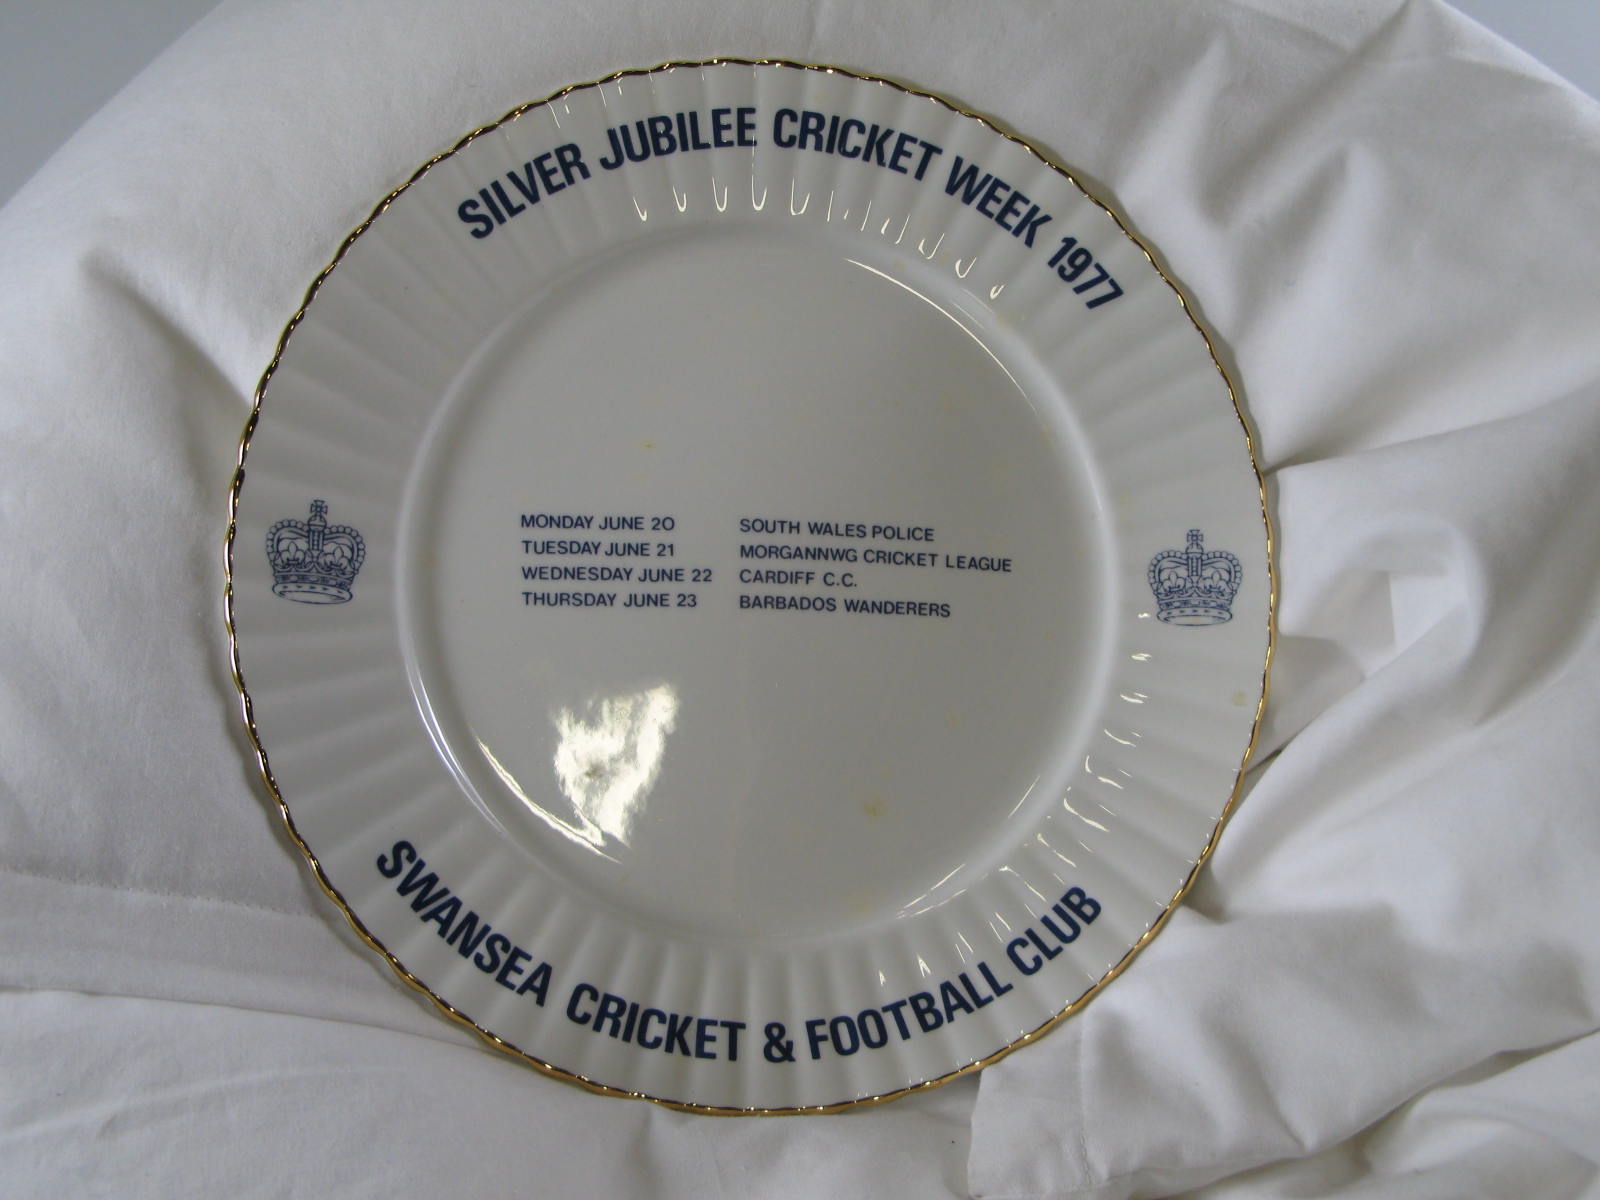 SILVER JUBILEE CRICKET WEEK 1977
MONDAY JUNE 20 SOUTH WALES POLICE
TUESDAY JUNE 21 MORGANNWG CRICKET LEAGUE
WEDNESDAY JUNE 22 CARDIFF C.C.
THURSDAY JUNE 23 BARBADOS WANDERERS
SWANSEA CRICKET & FOOTBALL CLUB